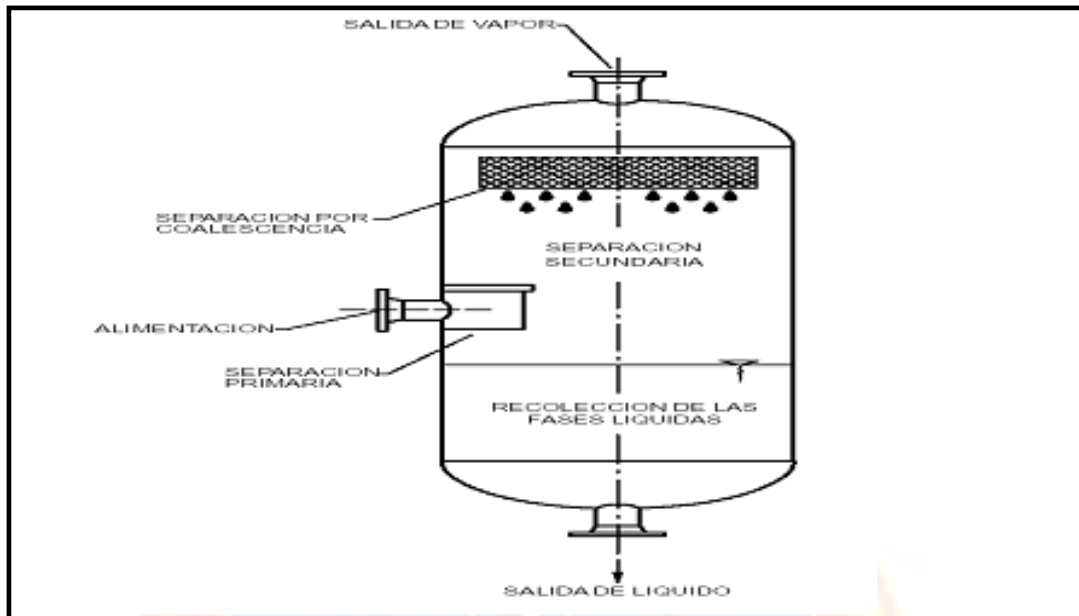 SALIDA DE VAPOR
SEPARACION POR
COALESCENCIA
SEPARACION
SECUNDARIA
ALIMENTACION
SEPARACION
PRIMARIA
RECOLECCION DE LAS
FASES LIQUIDAS
SALIDA DE LIQUIDO